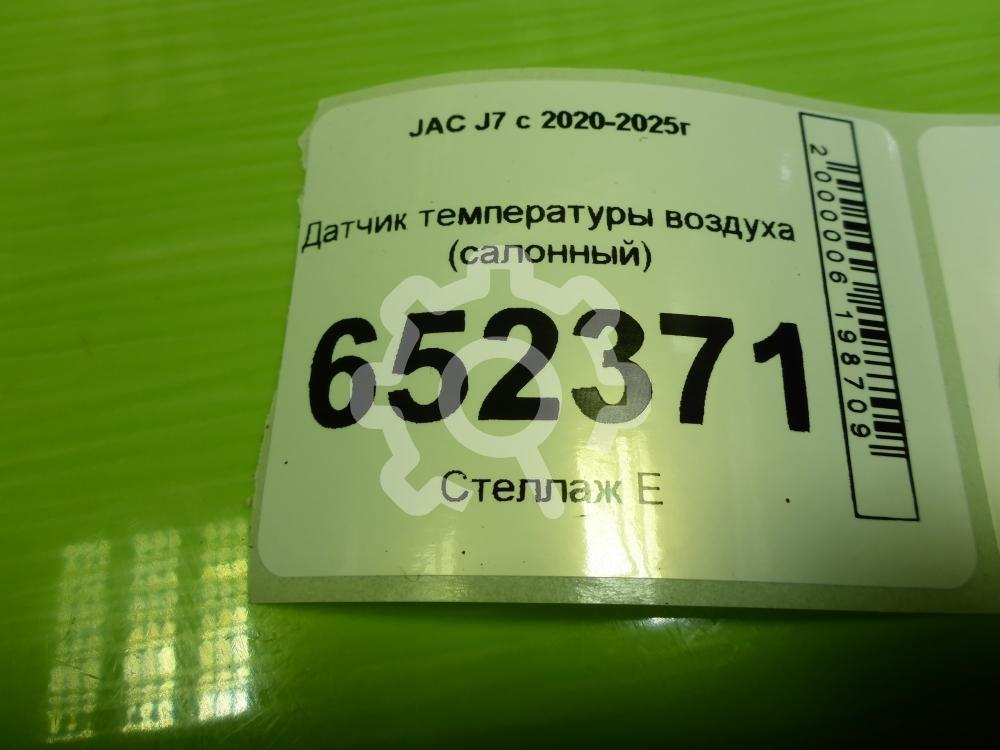 JAC J7 с 2020-2025г
Датчик температуры воздуха
(салонный)
652371
Стеллаж Е
2000006198709